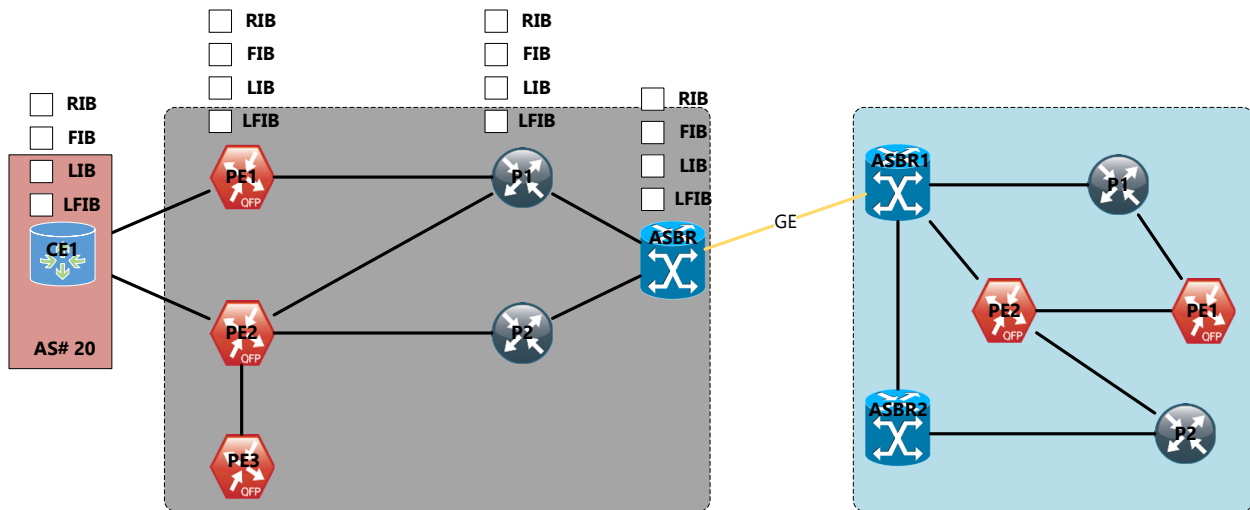 RIB
FIB
LIB
LFIB
RIB
FIB
LIB
LFIB
RIB
FIB
LIB
LFIB
RIB
FIB
LIB
LFIB
CE1
AS# 20
PE1
QFP
P1
ASBR
PE2
QFP
P2
PE3
QFP
GE
ASBR1
P1
PE2
QFP
PE1
QFP
ASBR2
P2